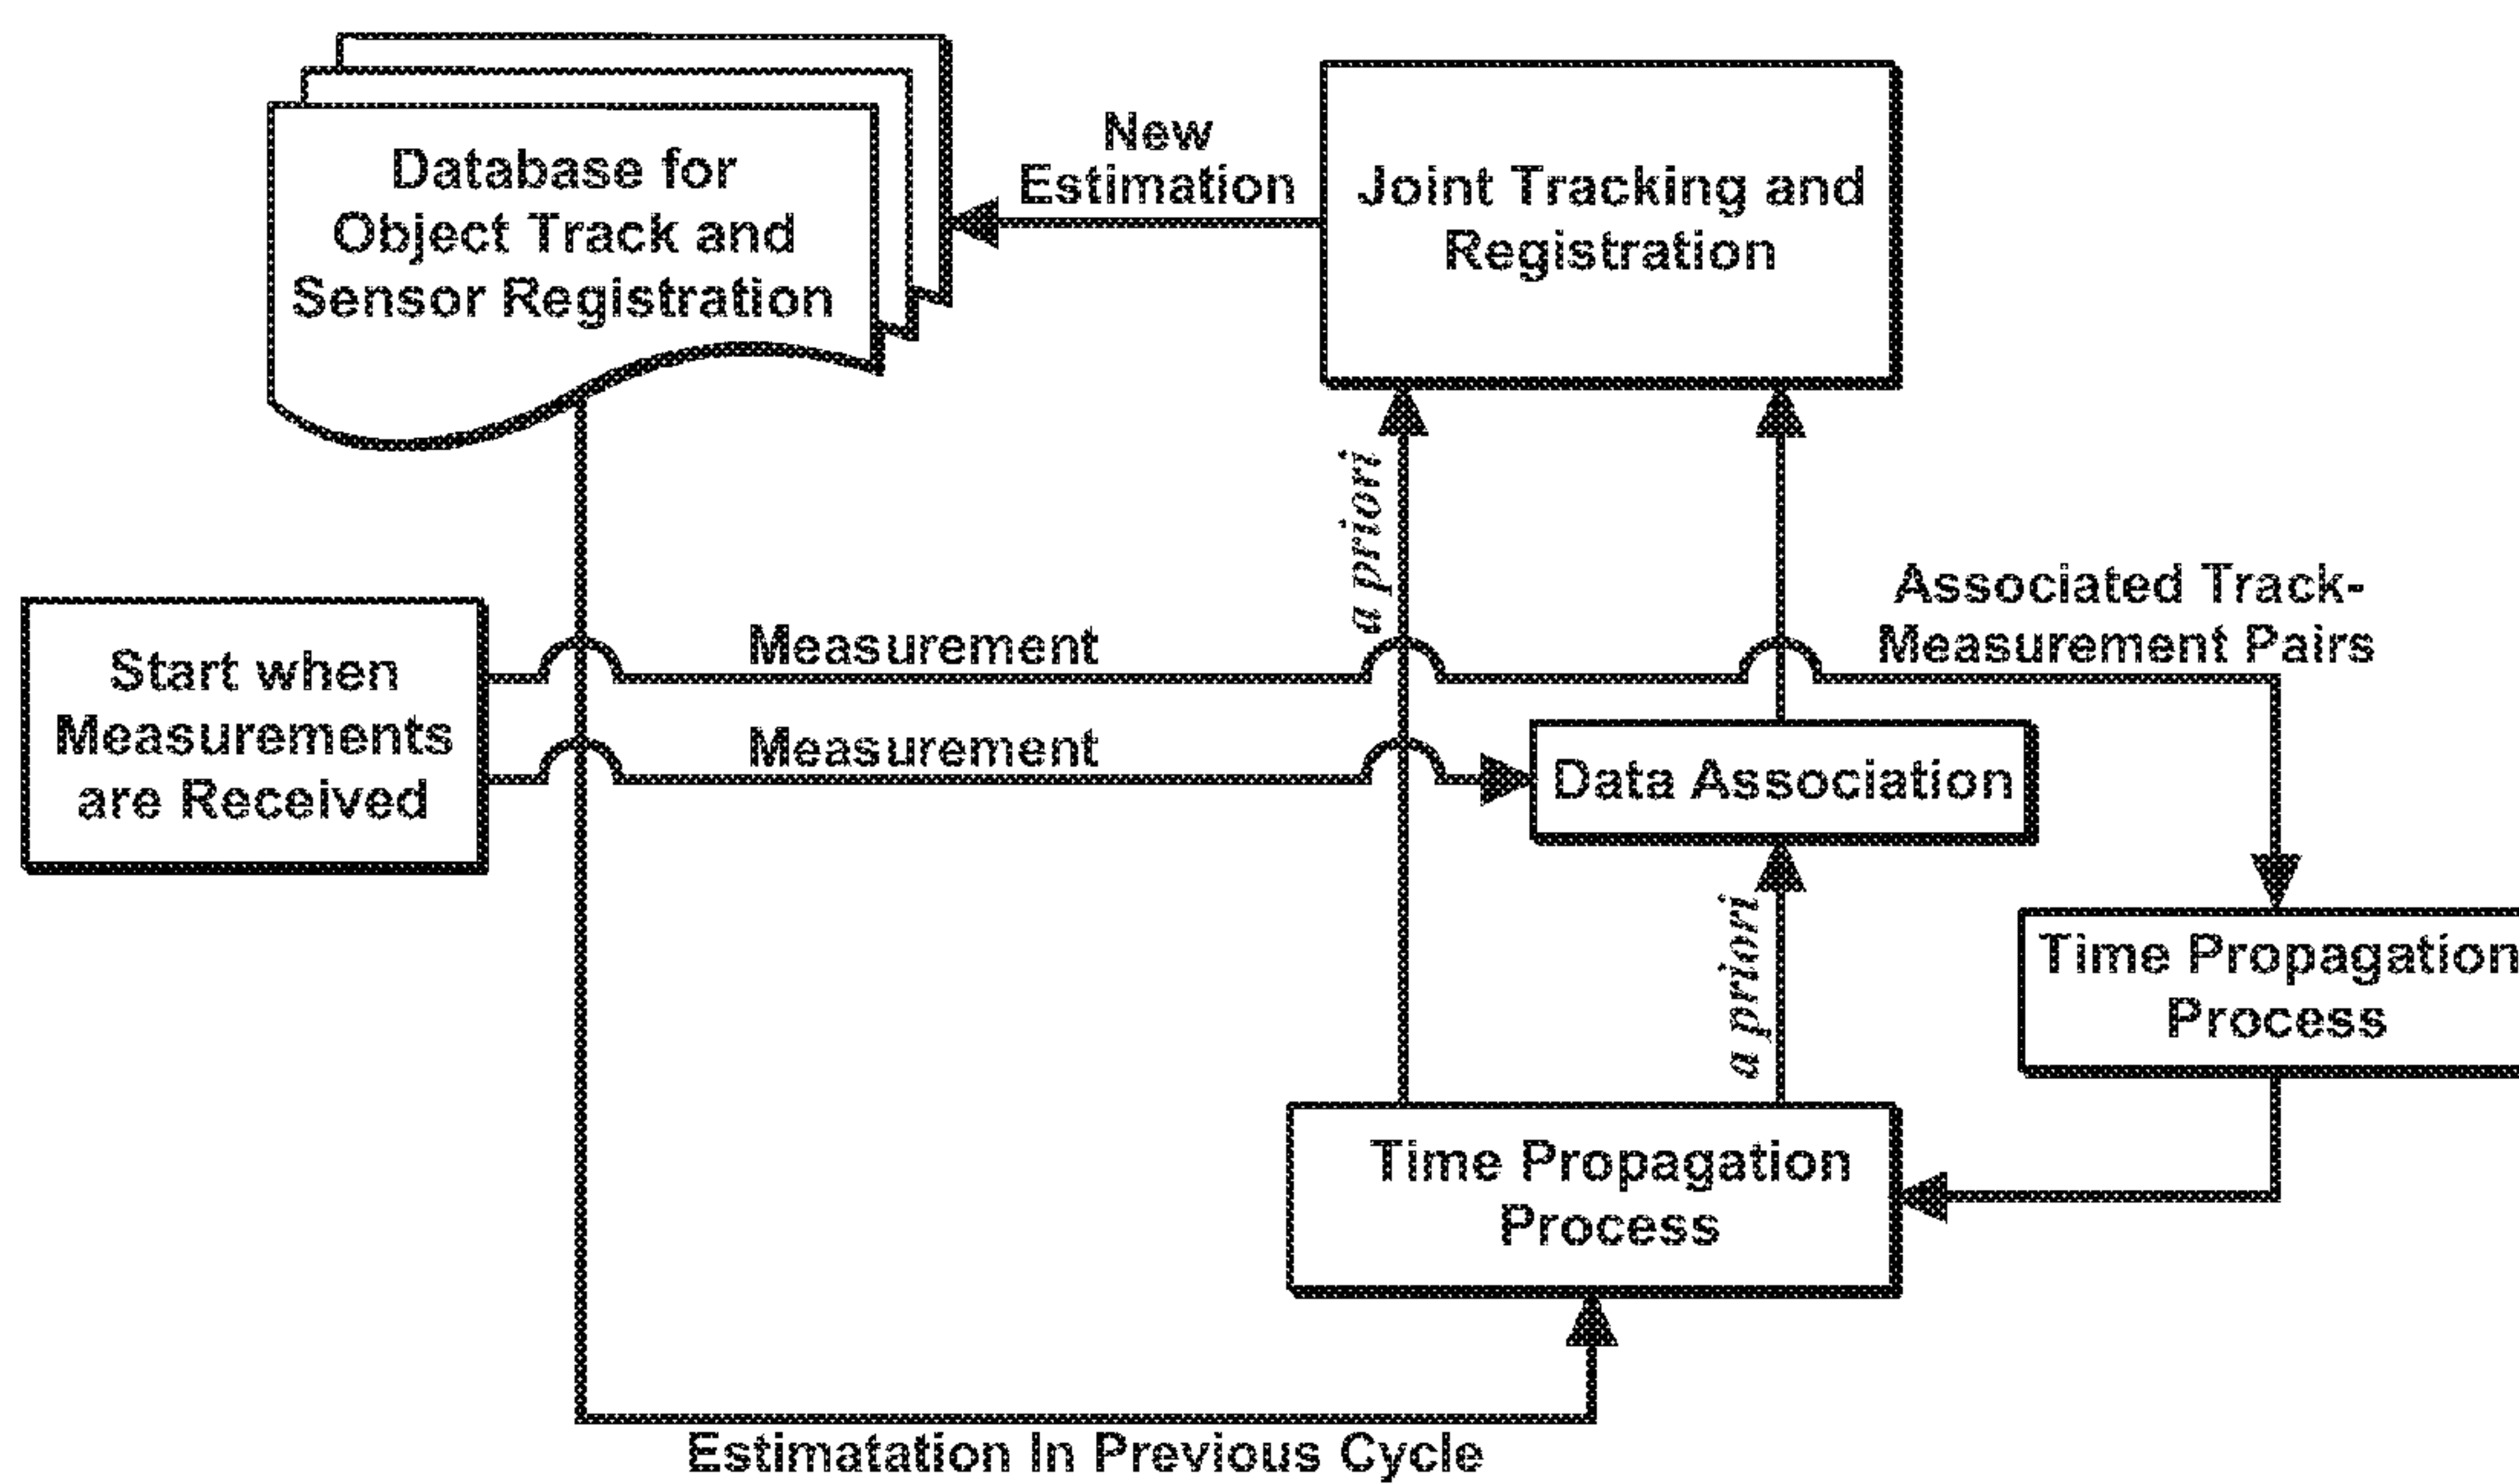 Database for
Object Track and
Sensor Registration
New
Estimation
Joint Tracking and
Registration
a priori
Associated Track-
Measurement Pairs
Start when
Measurements
are Received
Measurement
Measurement
Data Association
a priori
Time Propagation
Process
Time Propagation
Process
Estimatation In Previous Cycle